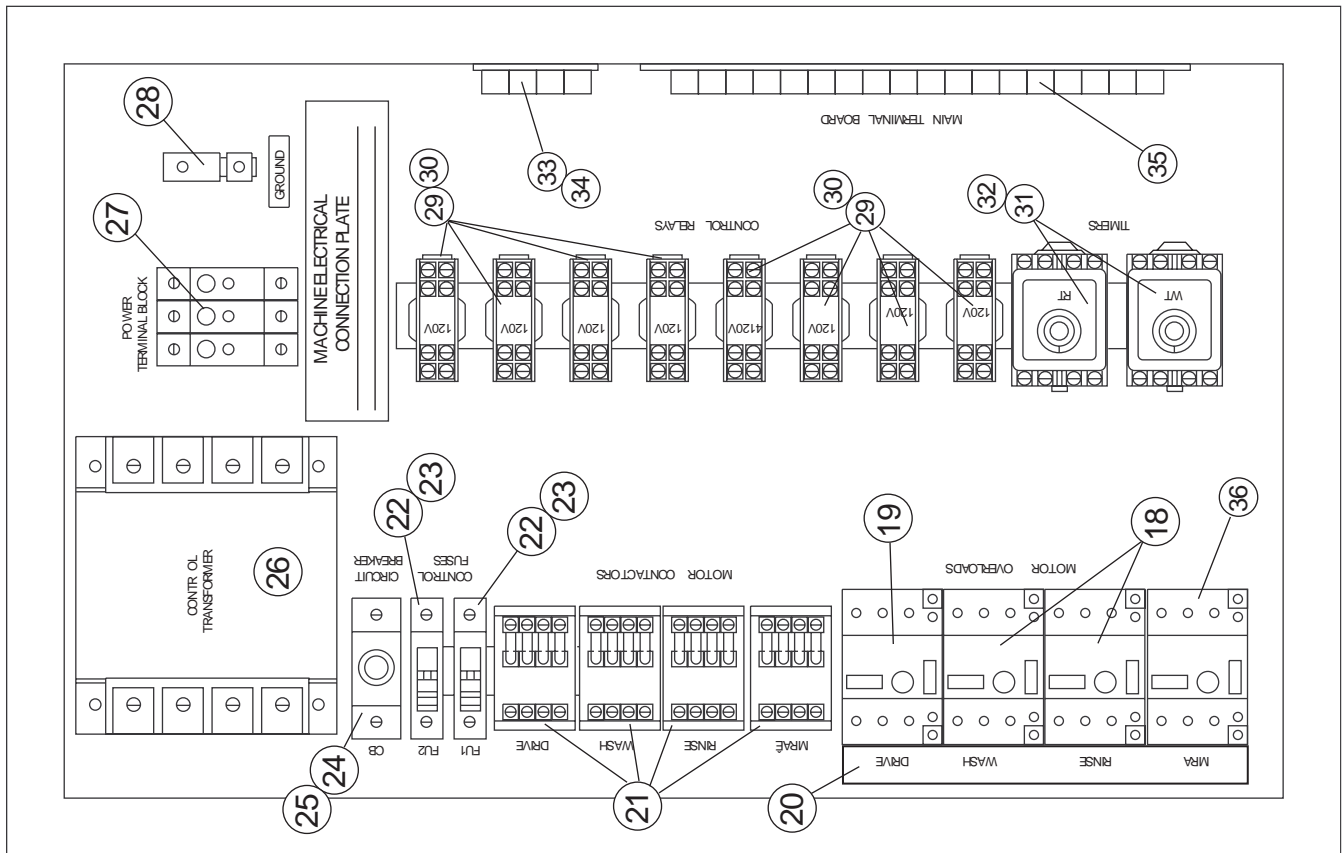 28
GROUND
27
POWER
TERMINAL BLOCK
MACHINE ELECTRICAL
CONNECTION PLATE
33
34
MAIN TERMINAL BOARD
35
30
29
CONTROL RELAYS
30
29
32
31
TIMERS
120V
120V
120V
120V
4120V
120V
120V
120V
RT
WT
CONTR OL
TRANSFORMER
26
22
23
22
23
CIRCUIT
BREAKER
CONTROL
FUSES
MOTOR CONTACTORS
19
18
36
MOTOR OVERLOADS
CB
FU2
FU1
DRIVE
WASH
RINSE
MRAÊ
25
24
21
20
DRIVE
WASH
RINSE
MRA